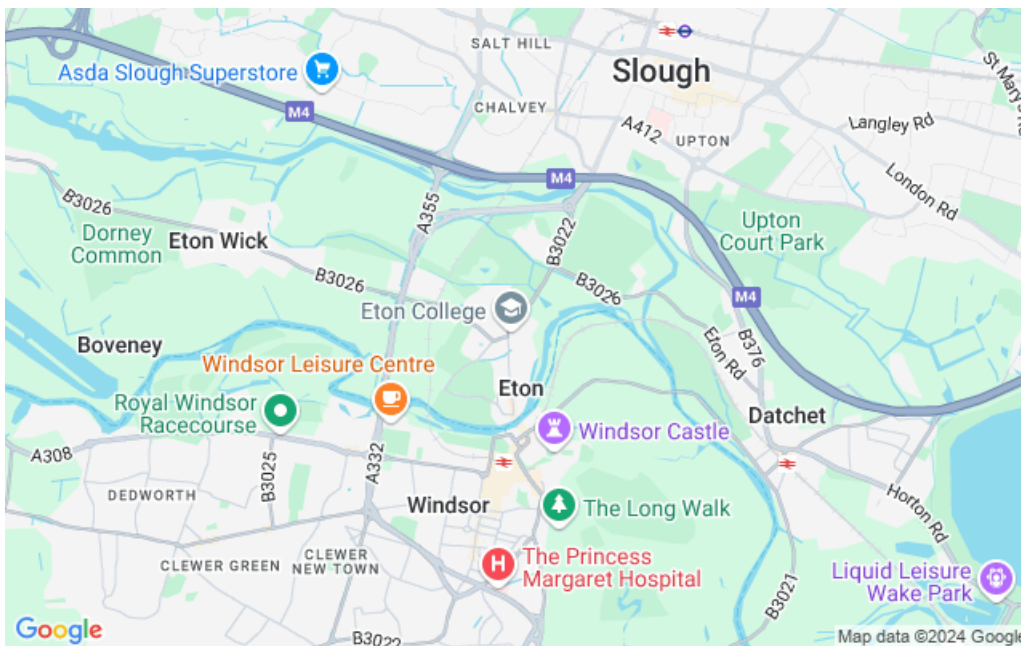 SALT HILL
Slough
Asda Slough Superstore
St Mary's
M4
CHALVEY
A412
UPTON
Langley Rd
London Rd
M4
A355
B3026
Dorney
Common
Eton Wick
B3022
Upton
Court Park
B3026
B3026
Eton College
M4
Boveney
Windsor Leisure Centre
Eton Rd
B376
Eton
Royal Windsor
Racecourse
Datchet
Windsor Castle
A308
B3025
A332
DEDWORTH
Windsor
The Long Walk
Horton Rd
CLEWER GREEN
CLEWER
NEW TOWN
The Princess
Margaret Hospital
H
Liquid Leisure
Wake Park
B3021
B3022
Google
Map data ©2024 Google